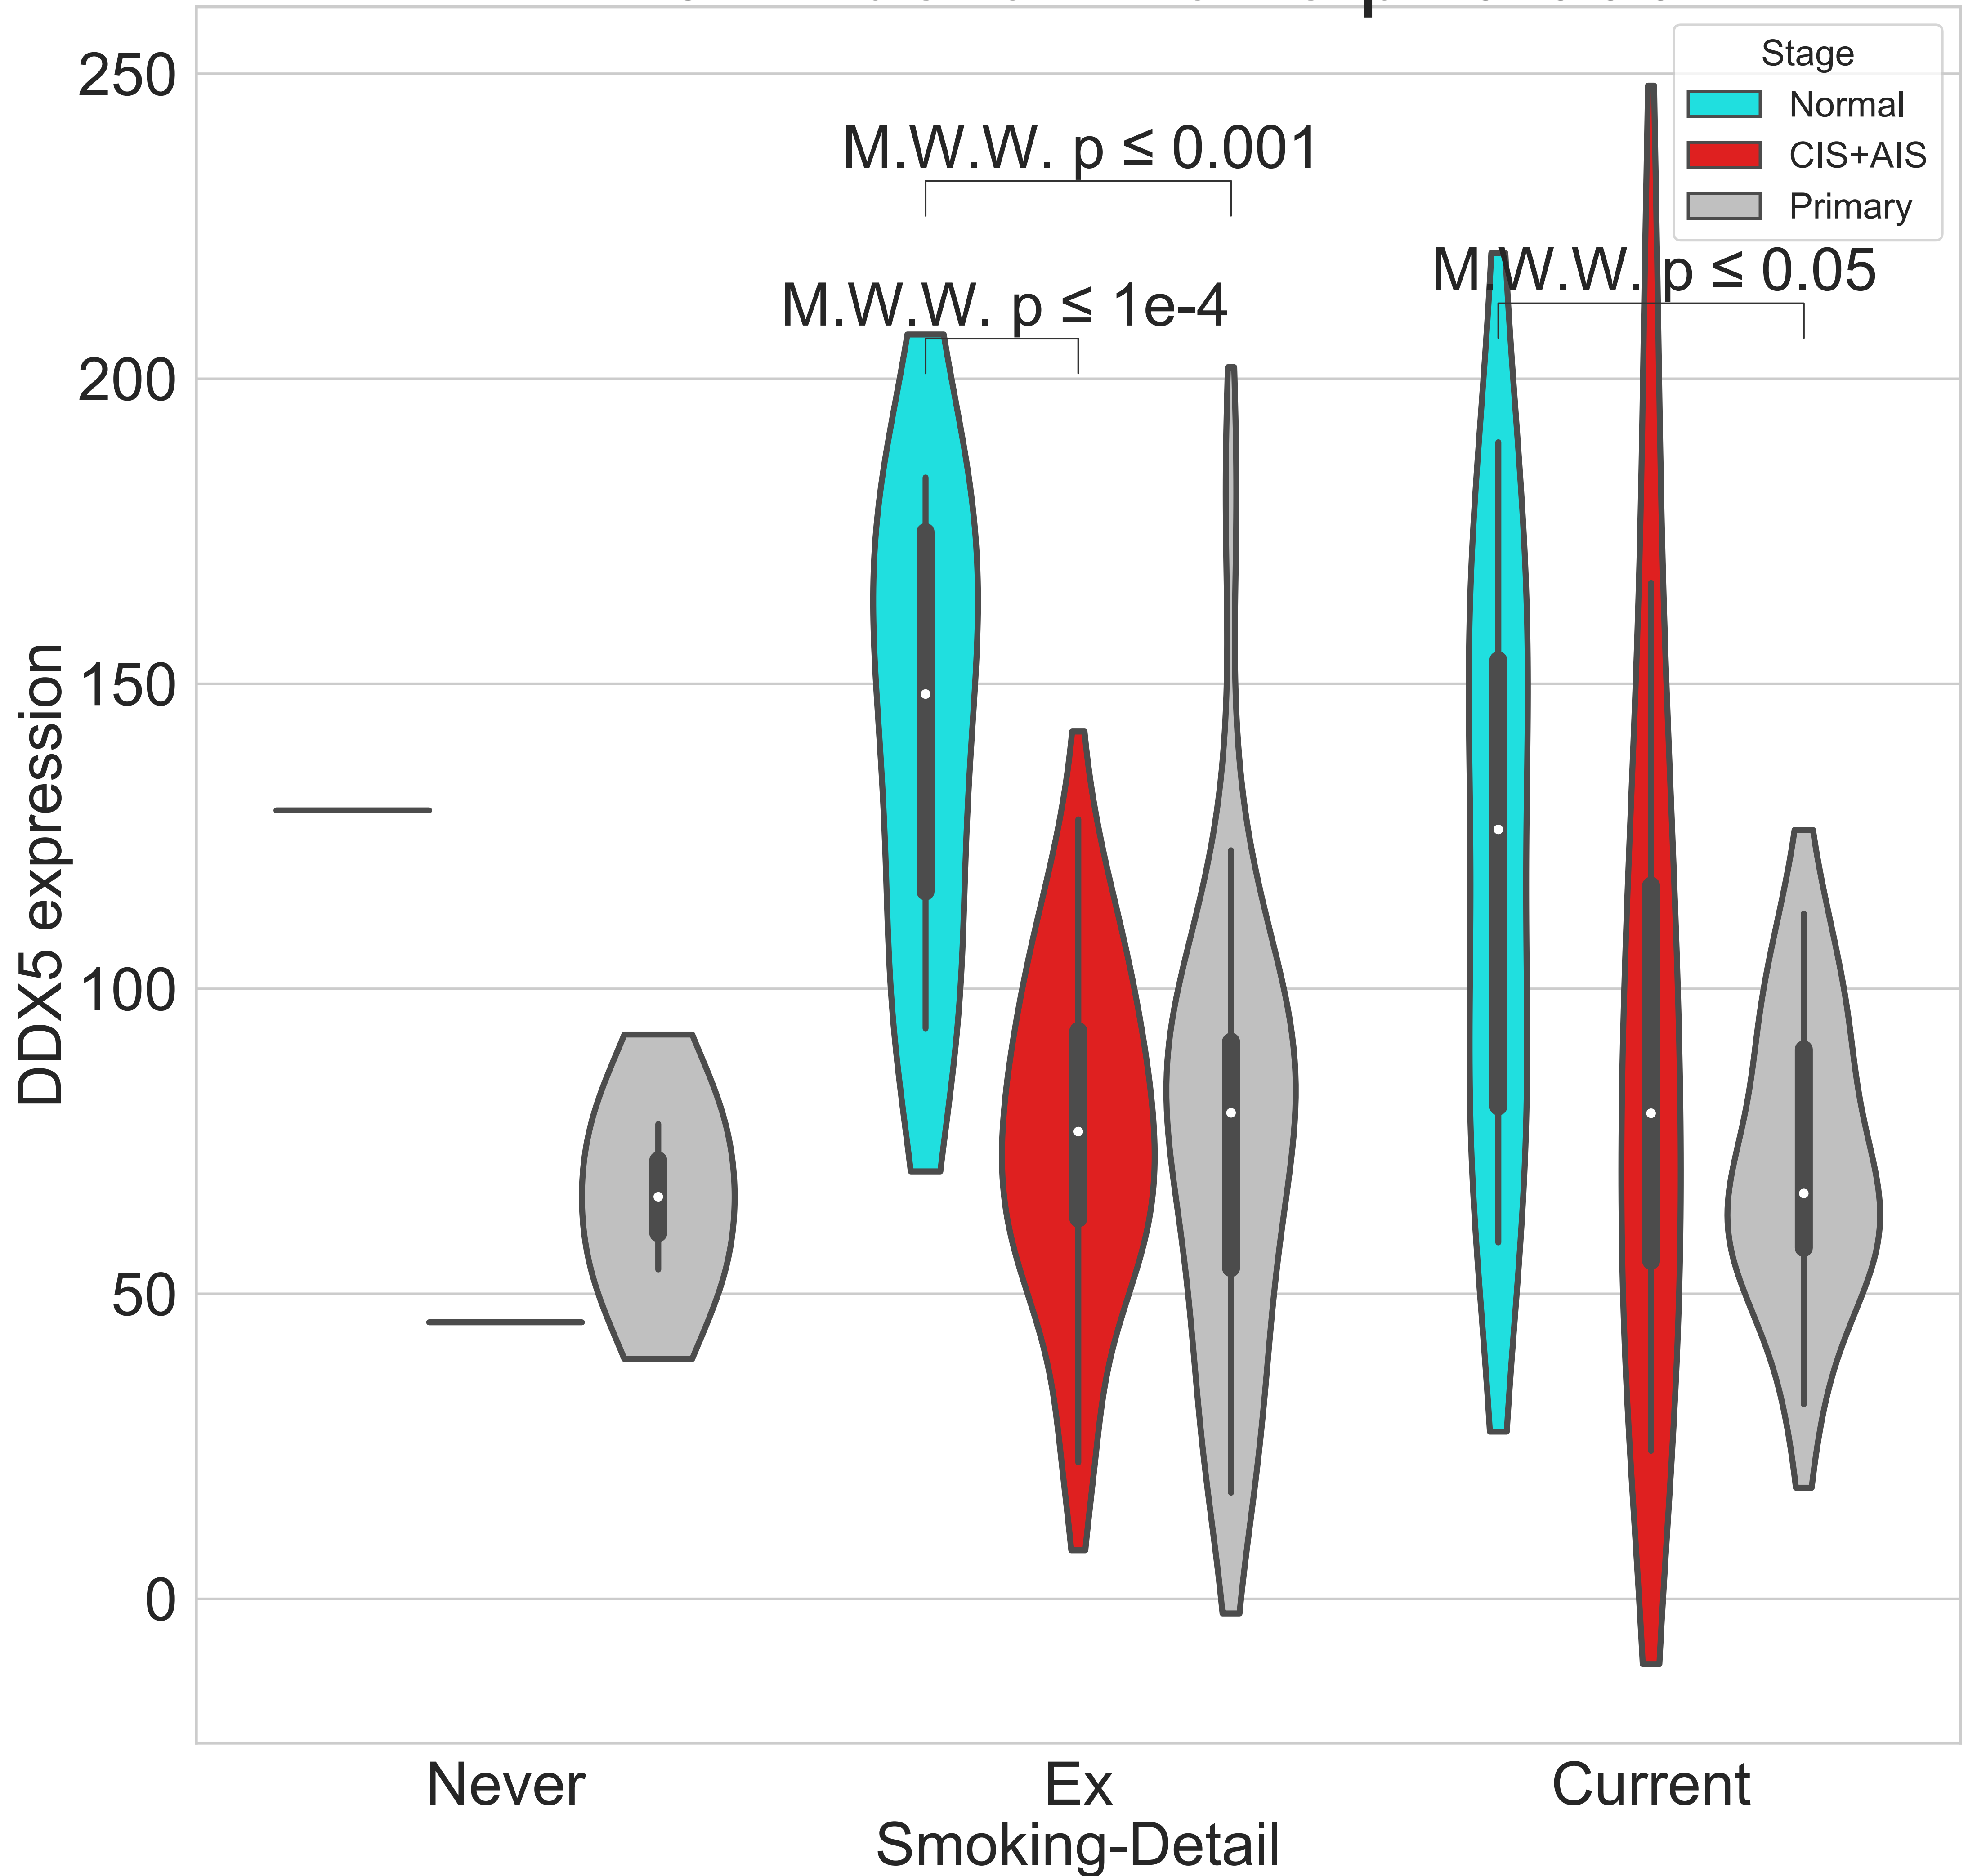 Stage
Normal
CIS+AIS
Primary
M.W.W. p ≤ 0.001
M.W.W. p ≤ 1e-4
M.W.W. p ≤ 0.05
250
200
150
100
50
0
DDX5 expression
Never
Ex
Current
Smoking-Detail